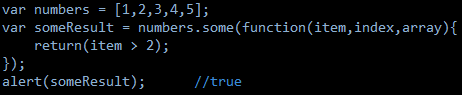 var numbers = [1,2,3,4,5];
var someResult = numbers.some(function(item,index,array){
    return(item > 2);
});
alert(someResult);      //true